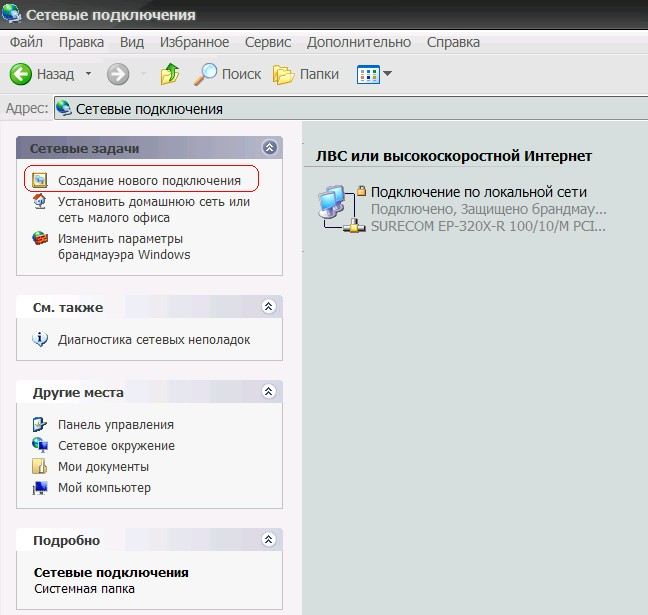 Сетевые подключения
Файл Правка Вид Избранное Сервис Дополнительно Справка
Назад Поиск Папки
Адрес: Сетевые подключения
Сетевые задачи
Создание нового подключения
Установить домашнюю сеть или
сеть малого офиса
Изменить параметры
брандмауэра Windows
См. также
Диагностика сетевых неполадок
Другие места
Панель управления
Сетевое окружение
Мои документы
Мой компьютер
Подробно
Сетевые подключения
Системная папка
ЛВС или высокоскоростной Интернет
Подключение по локальной сети
Подключено, Защищено брандмау...
SURECOM EP-320X-R 100/10/M PCI...